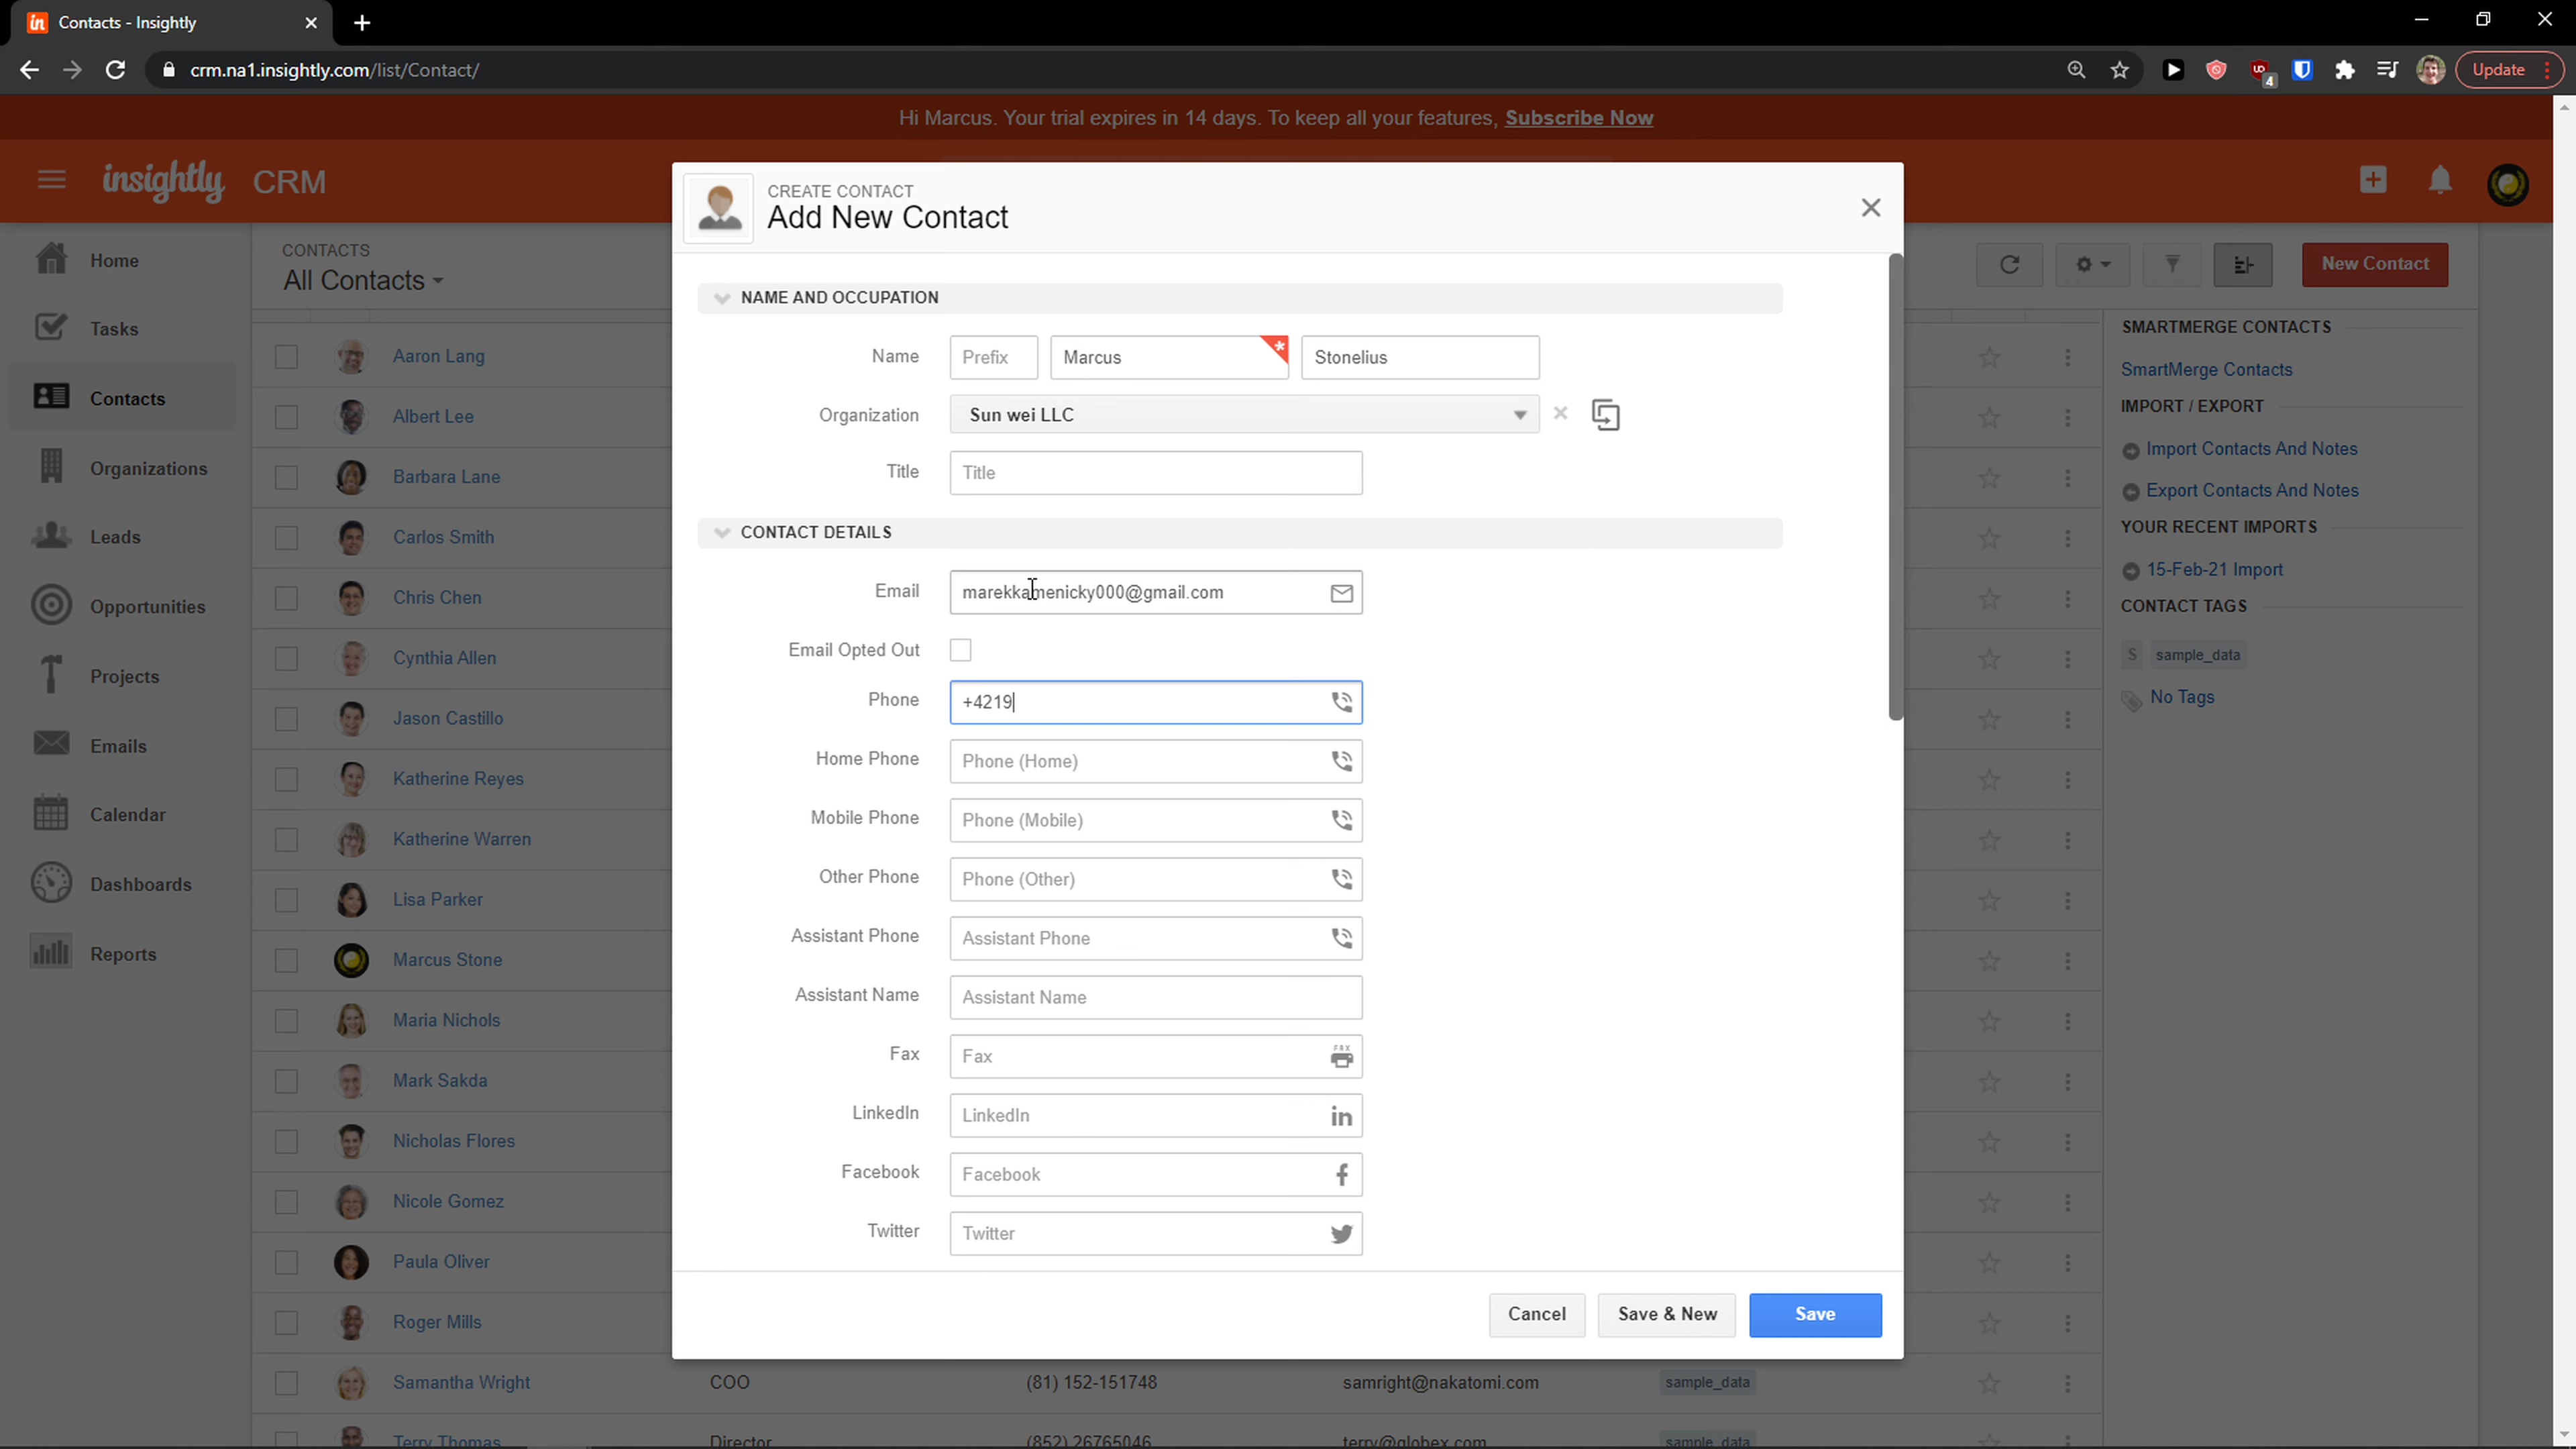 Contacts - Insightly
crm.na1.insightly.com/list/Contact/
Update
Hi Marcus. Your trial expires in 14 days. To keep all your features, Subscribe Now
insightly CRM
Home
Tasks
Contacts
Organizations
Leads
Opportunities
Projects
Emails
Calendar
Dashboards
Reports
CONTACTS
All Contacts
New Contact
Aaron Lang
Albert Lee
Barbara Lane
Carlos Smith
Chris Chen
Cynthia Allen
Jason Castillo
Katherine Reyes
Katherine Warren
Lisa Parker
Marcus Stone
Maria Nichols
Mark Sakda
Nicholas Flores
Nicole Gomez
Paula Oliver
Roger Mills
Samantha Wright COO (81) 152-151748 samright@nakatomi.com sample_data
Terry Thomas Director (852) 26765046 terry@globex.com sample_data
CREATE CONTACT
Add New Contact
NAME AND OCCUPATION
Name Prefix Marcus * Stonelius
Organization Sun wei LLC
Title Title
CONTACT DETAILS
Email marekkamenicky000@gmail.com
Email Opted Out
Phone +4219
Home Phone Phone (Home)
Mobile Phone Phone (Mobile)
Other Phone Phone (Other)
Assistant Phone Assistant Phone
Assistant Name Assistant Name
Fax Fax FAX
LinkedIn LinkedIn in
Facebook Facebook f
Twitter Twitter
Cancel Save & New Save
SMARTMERGE CONTACTS
SmartMerge Contacts
IMPORT / EXPORT
Import Contacts And Notes
Export Contacts And Notes
YOUR RECENT IMPORTS
15-Feb-21 Import
CONTACT TAGS
S sample_data
No Tags